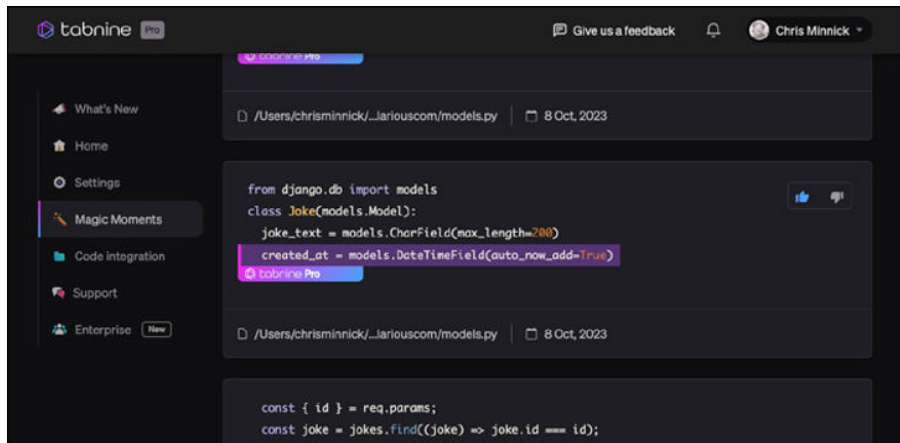 tabnine Pro
Give us a feedback
Chris Minnick
tabnine Pro
What's New
/Users/chrisminnick/...lariouscom/models.py
8 Oct, 2023
Home
Settings
Magic Moments
Code integration
Support
Enterprise New
from django.db import models
class Joke(models.Model):
joke_text = models.CharField(max_length=200)
created_at = models.DateTimeField(auto_now_add=True)
tabnine Pro
/Users/chrisminnick/...lariouscom/models.py
8 Oct, 2023
const { id } = req.params;
const joke = jokes.find((joke) => joke.id === id);